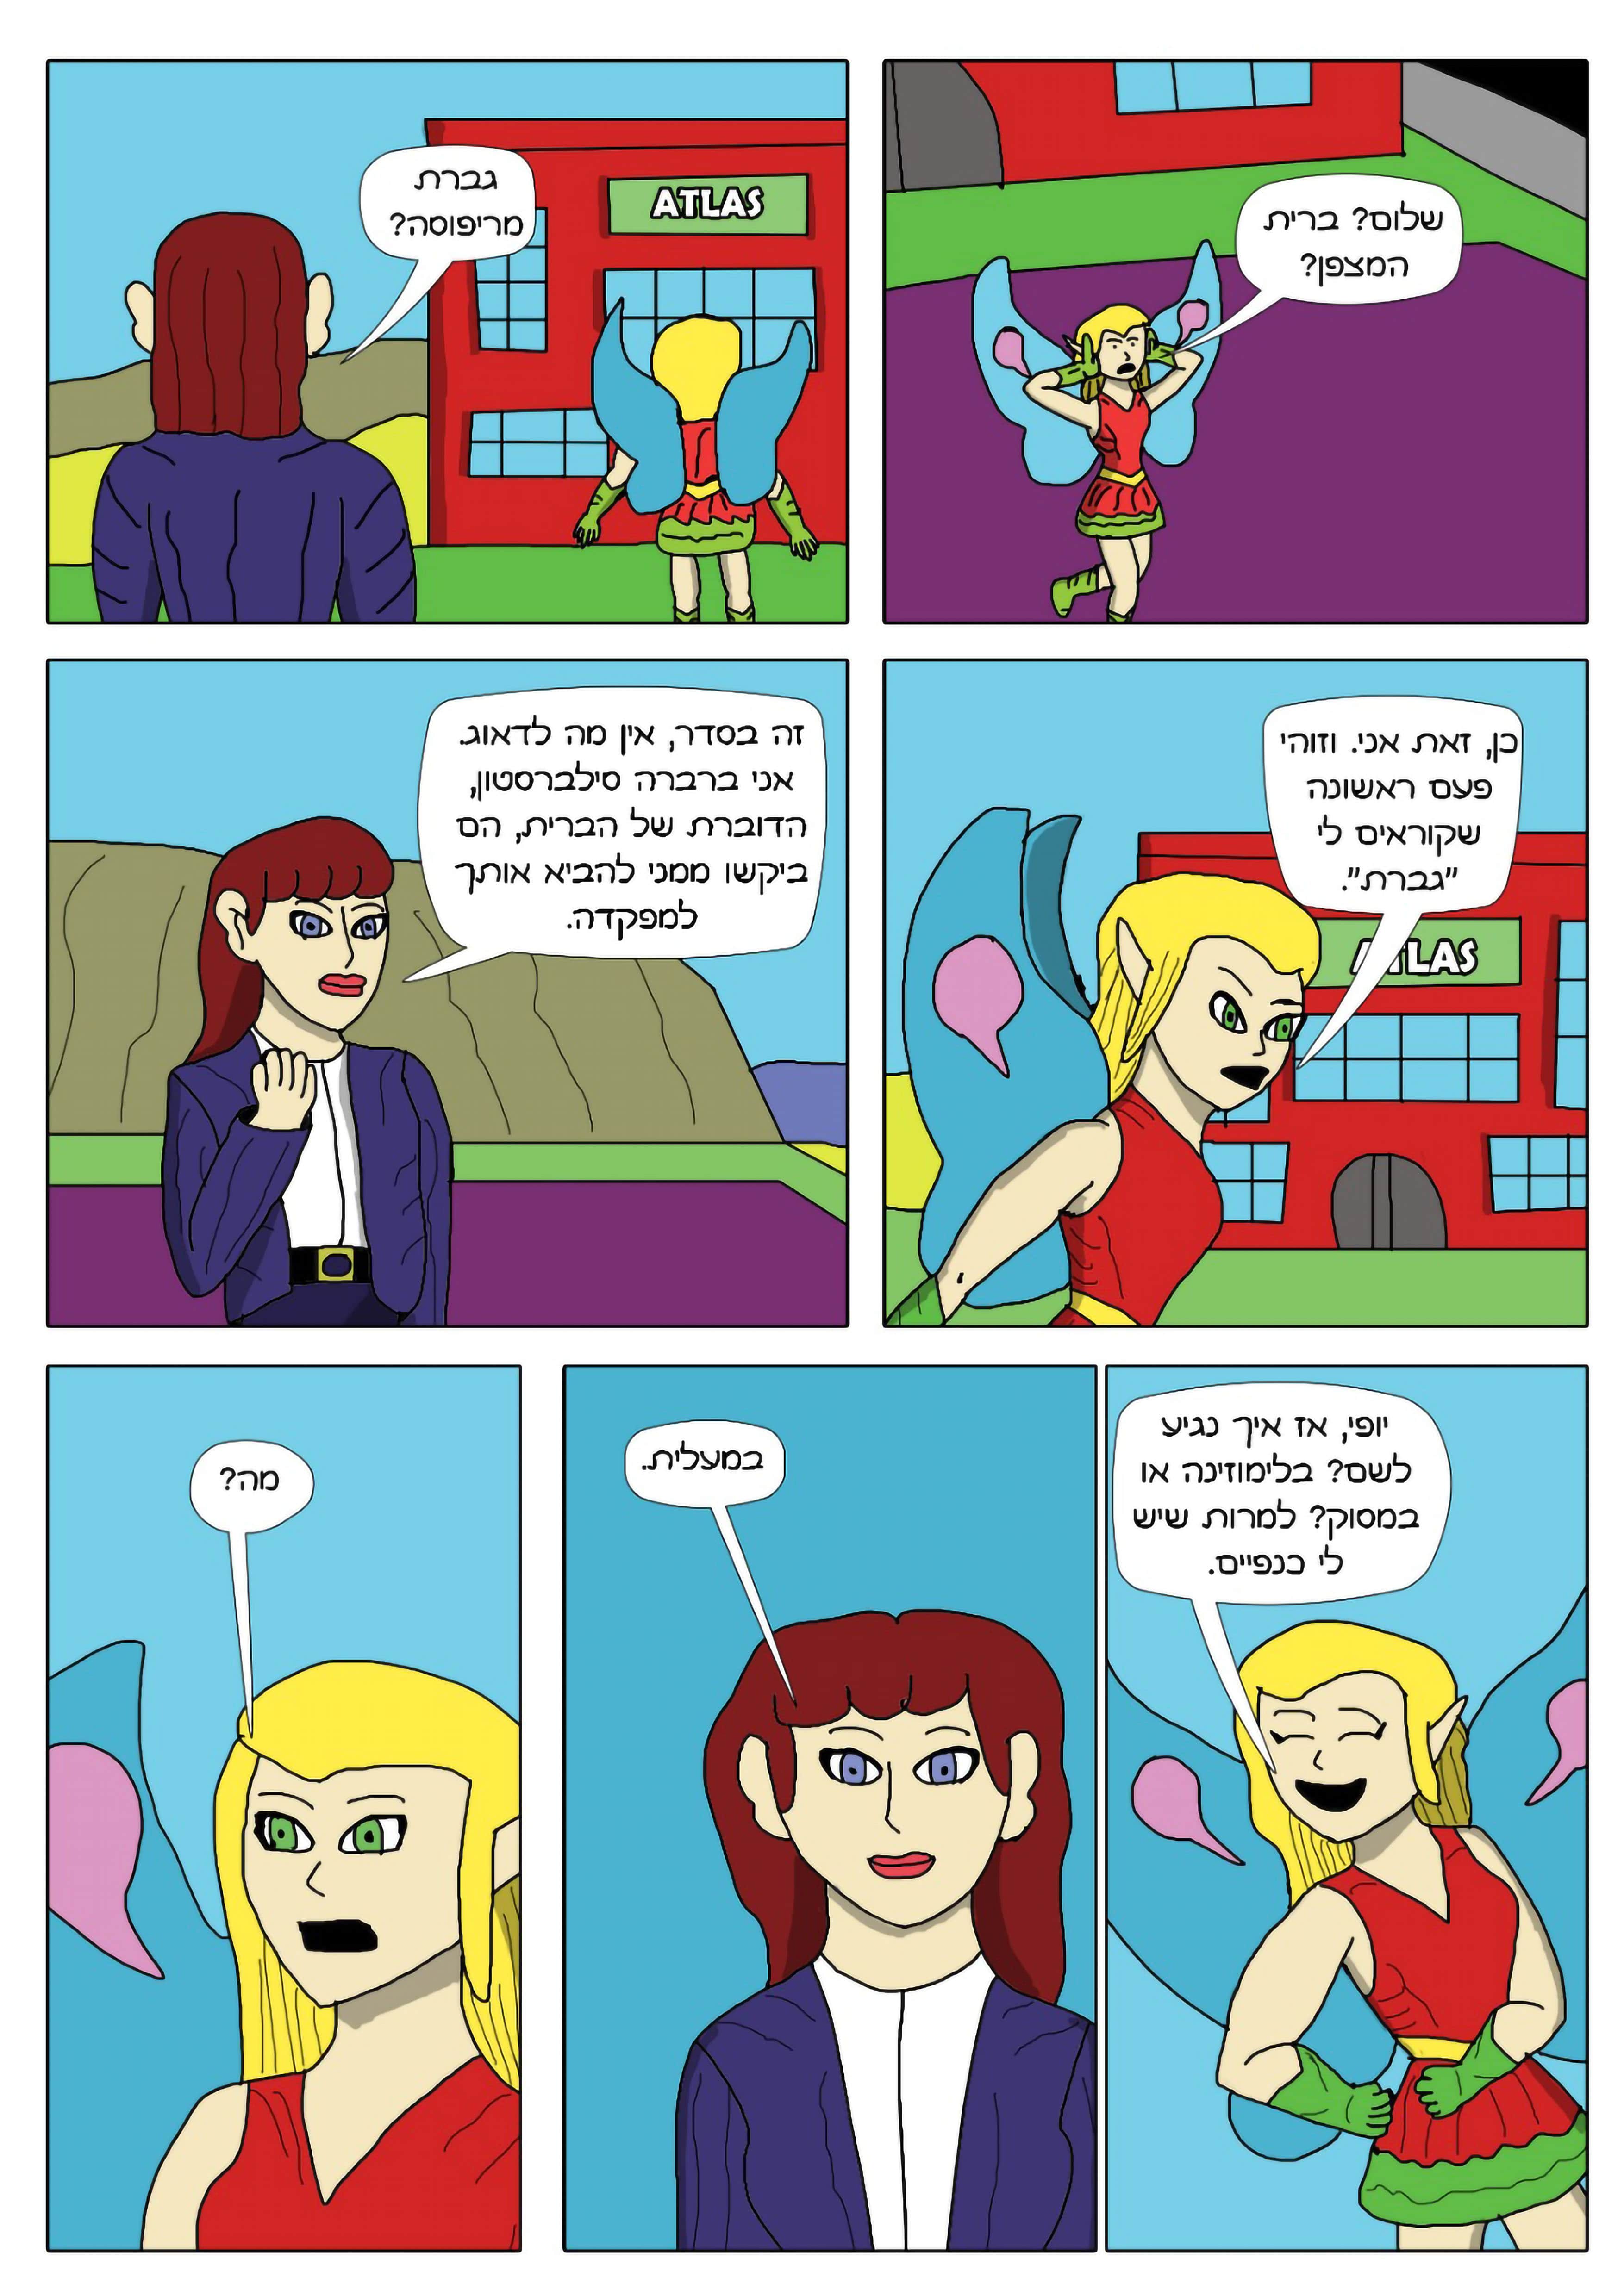 שלום? ברית
המצפן?
גברת
מריפוסה?
ATLAS
כן, זאת אני. וזוהי
פעם ראשונה
שקוראים לי
"גברת".
ATLAS
זה בסדר, אין מה לדאוג.
אני ברברה סילברסטון,
הדוברת של הברית, הם
ביקשו ממני להביא אותך
למפקדה.
יופי, אז איך נגיע
לשם? בלימוזינה או
במסוק? למרות שיש
לי כנפיים.
במעלית.
מה?